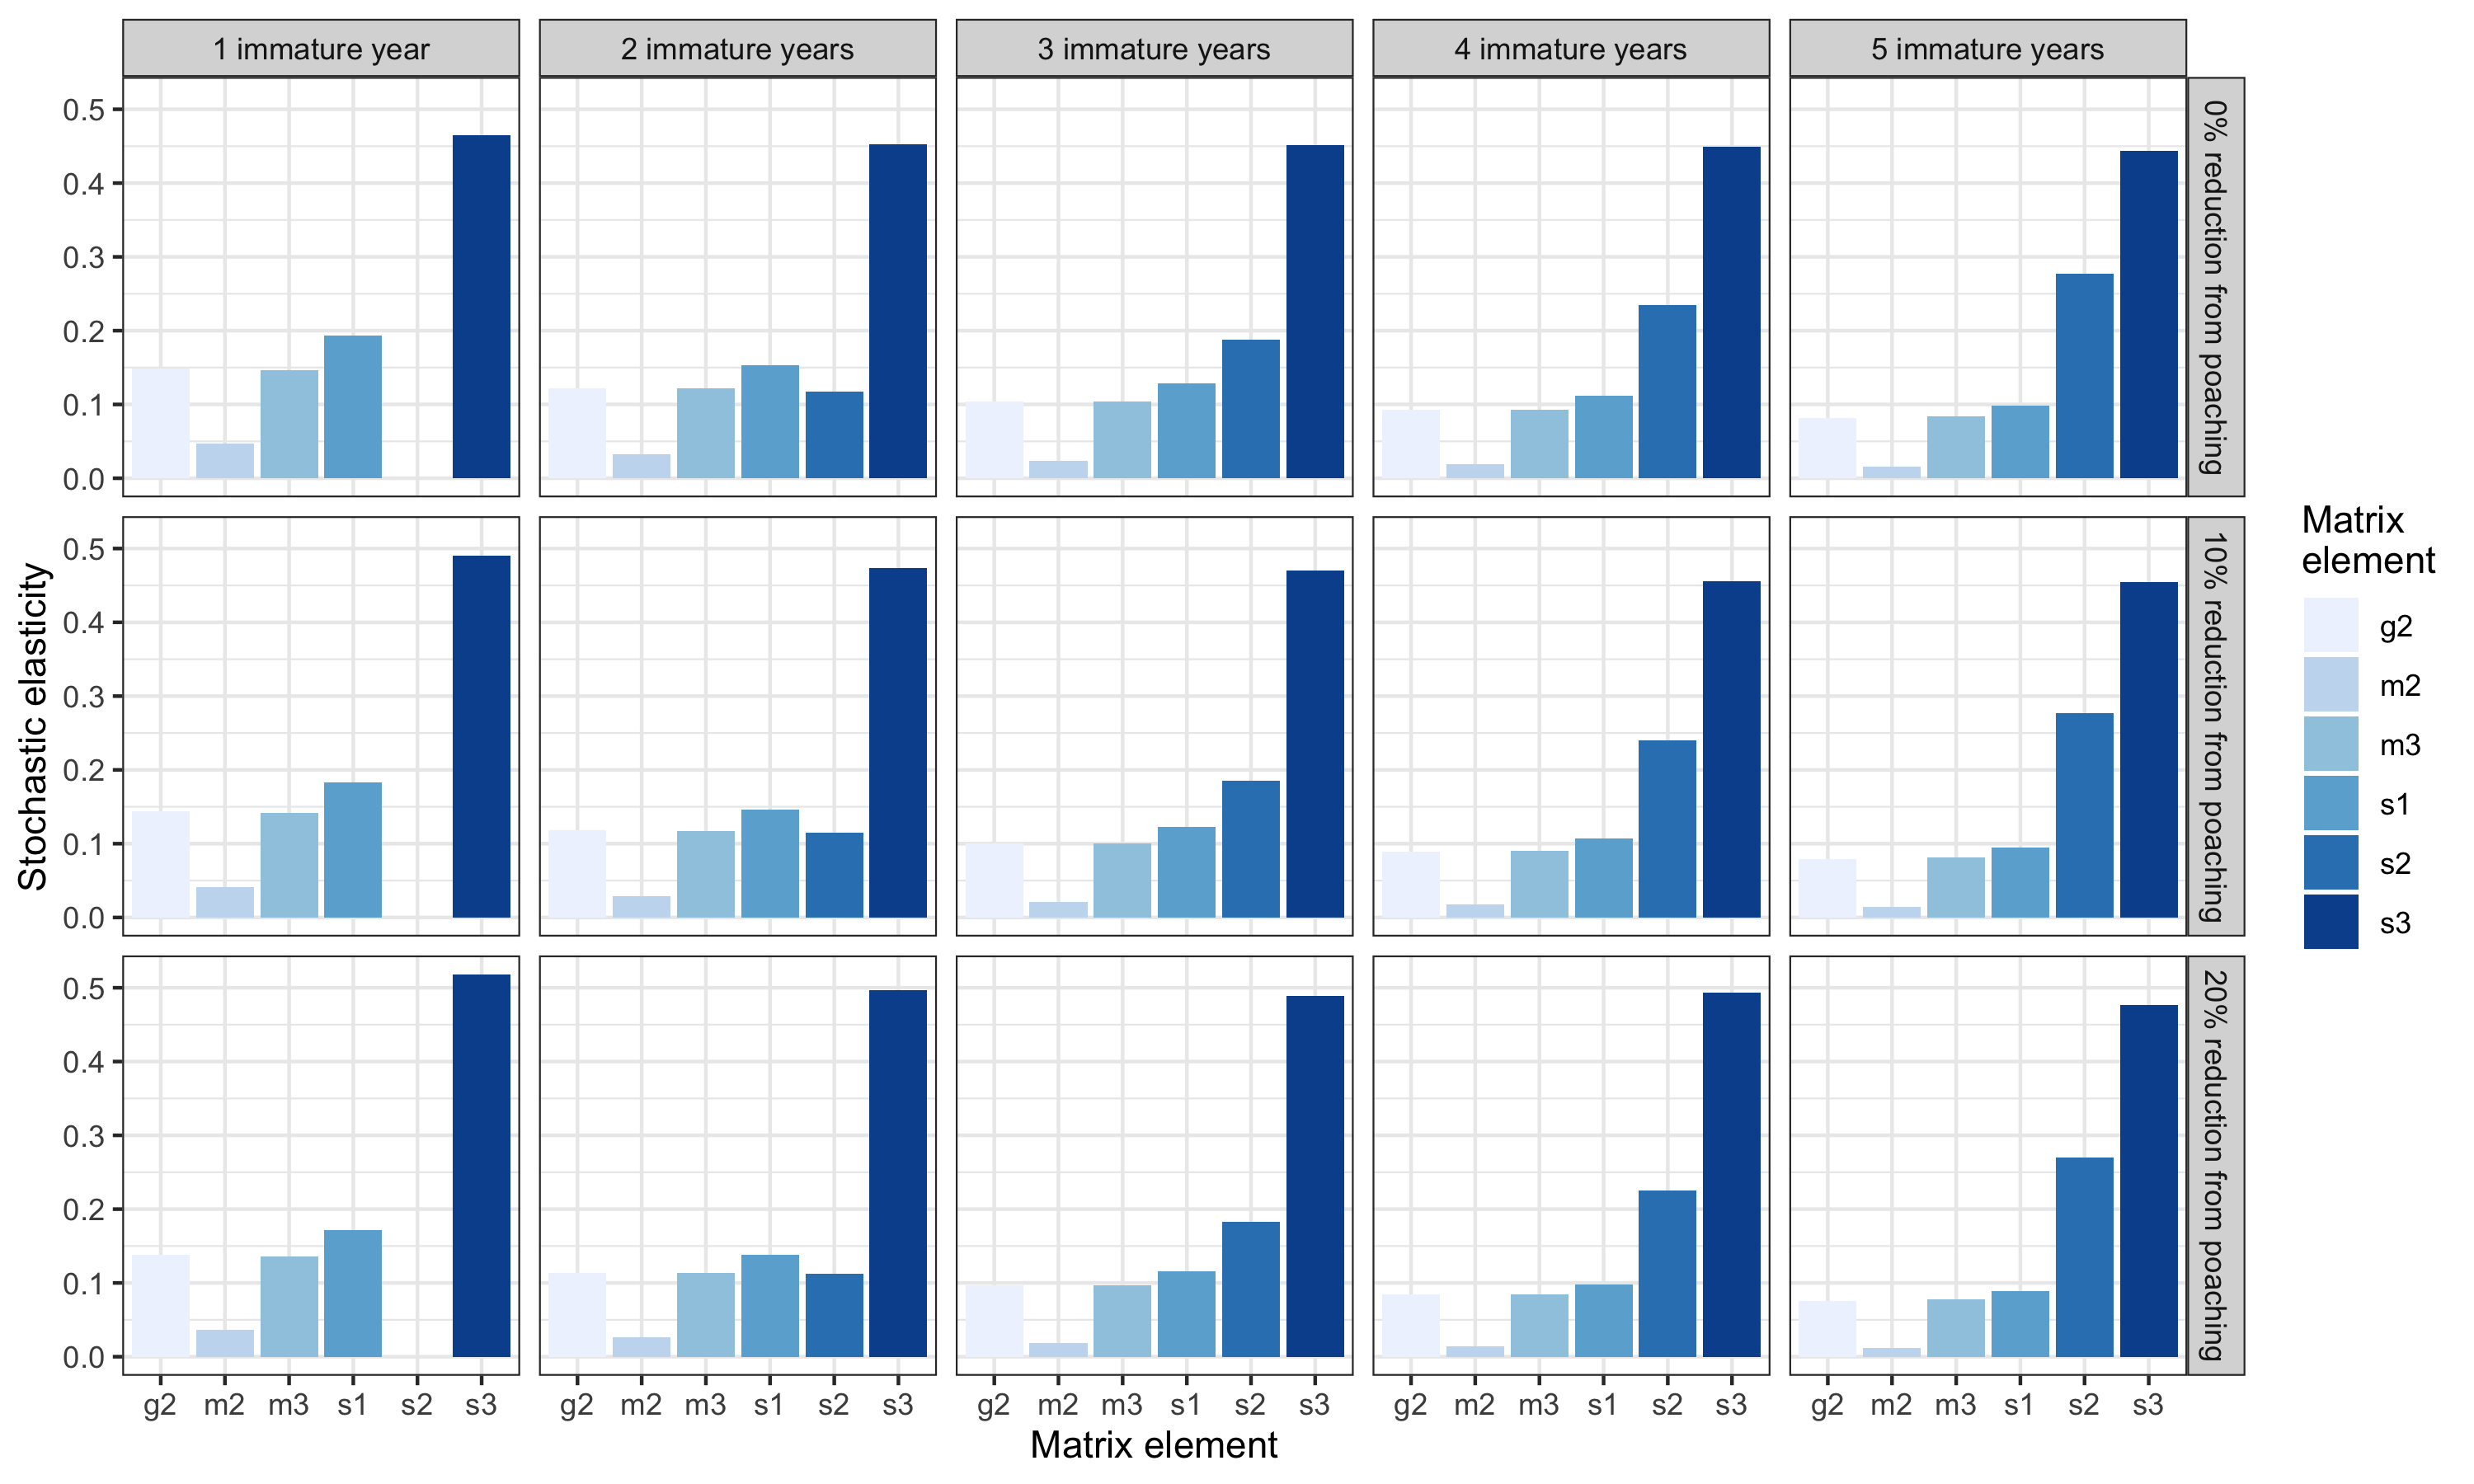 1 immature year
2 immature years
3 immature years
4 immature years
5 immature years
0.5
0.4
0.3
0.2
0.1
0.0
0% reduction from poaching
0.5
0.4
0.3
0.2
0.1
0.0
10% reduction from poaching
0.5
0.4
0.3
0.2
0.1
0.0
20% reduction from poaching
Stochastic elasticity
g2 m2 m3 s1 s2 s3
g2 m2 m3 s1 s2 s3
g2 m2 m3 s1 s2 s3
g2 m2 m3 s1 s2 s3
g2 m2 m3 s1 s2 s3
Matrix element
Matrix
element
g2
m2
m3
s1
s2
s3